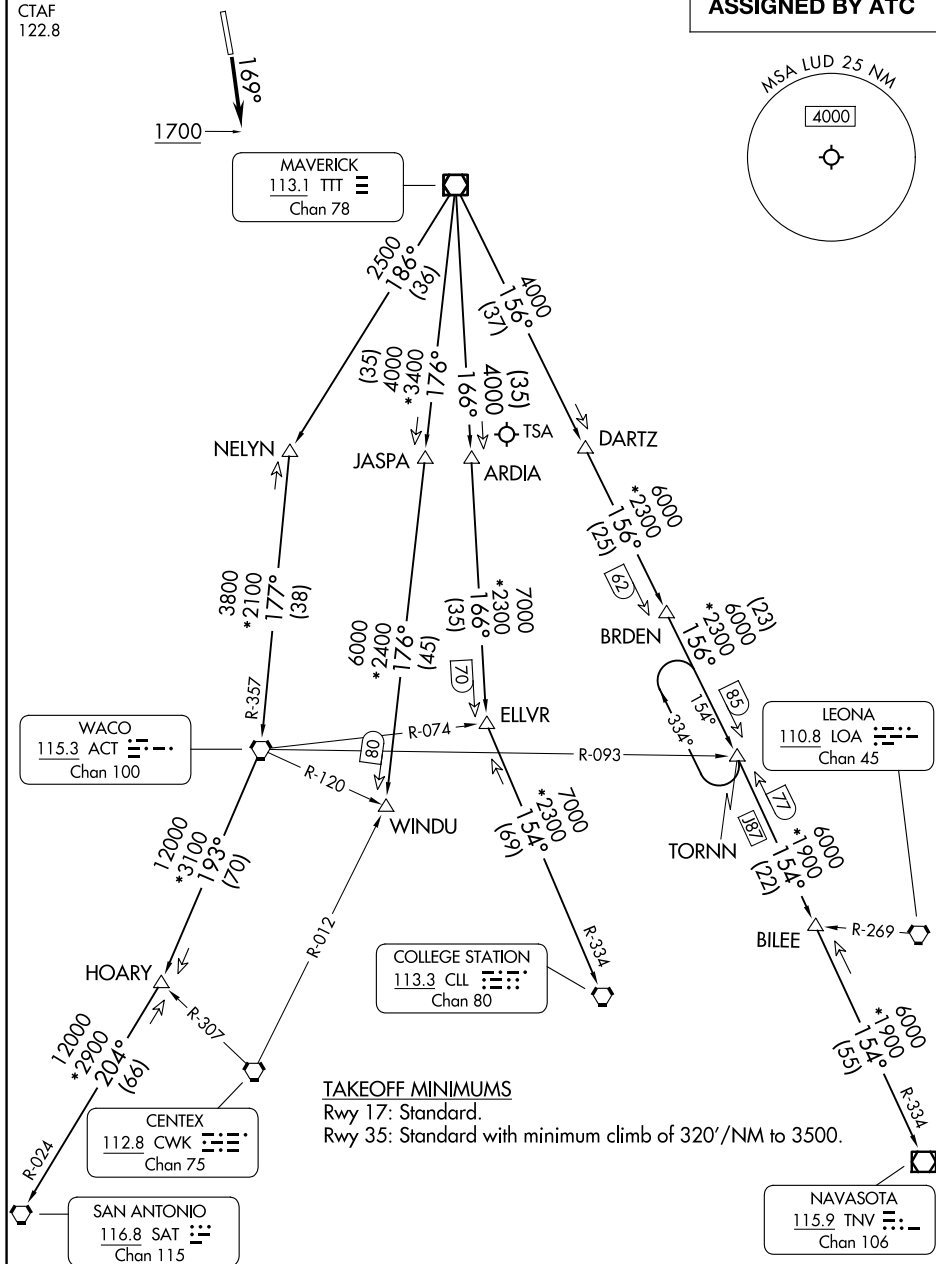 CTAF
122.8
ASSIGNED BY ATC
169°
1700
MSA LUD 25 NM
4000
MAVERICK
113.1 TTT
Chan 78
2500
186°
(36)
(35)
4000
*3400
176°
(35)
4000
166°
4000
156°
(37)
TSA
NELYN
JASPA
ARDIA
DARTZ
3800
*2100
177°
(38)
6000
*2400
176°
(45)
7000
*2300
166°
(35)
6000
*2300
156°
(25)
62
BRDEN
(23)
6000
*2300
156°
R-357
70
ELLVR
154°
334°
85
WACO
115.3 ACT
Chan 100
R-074
80
R-093
R-120
LEONA
110.8 LOA
Chan 45
WINDU
TORNN
77
J87
12000
*3100
193°
(70)
7000
*2300
154°
(69)
6000
*1900
154°
(22)
R-012
R-334
BILEE
R-269
HOARY
R-307
COLLEGE STATION
113.3 CLL
Chan 80
12000
*2900
204°
(66)
6000
*1900
154°
(55)
R-334
R-024
CENTEX
112.8 CWK
Chan 75
TAKEOFF MINIMUMS
Rwy 17: Standard.
Rwy 35: Standard with minimum climb of 320'/NM to 3500.
SAN ANTONIO
116.8 SAT
Chan 115
NAVASOTA
115.9 TNV
Chan 106